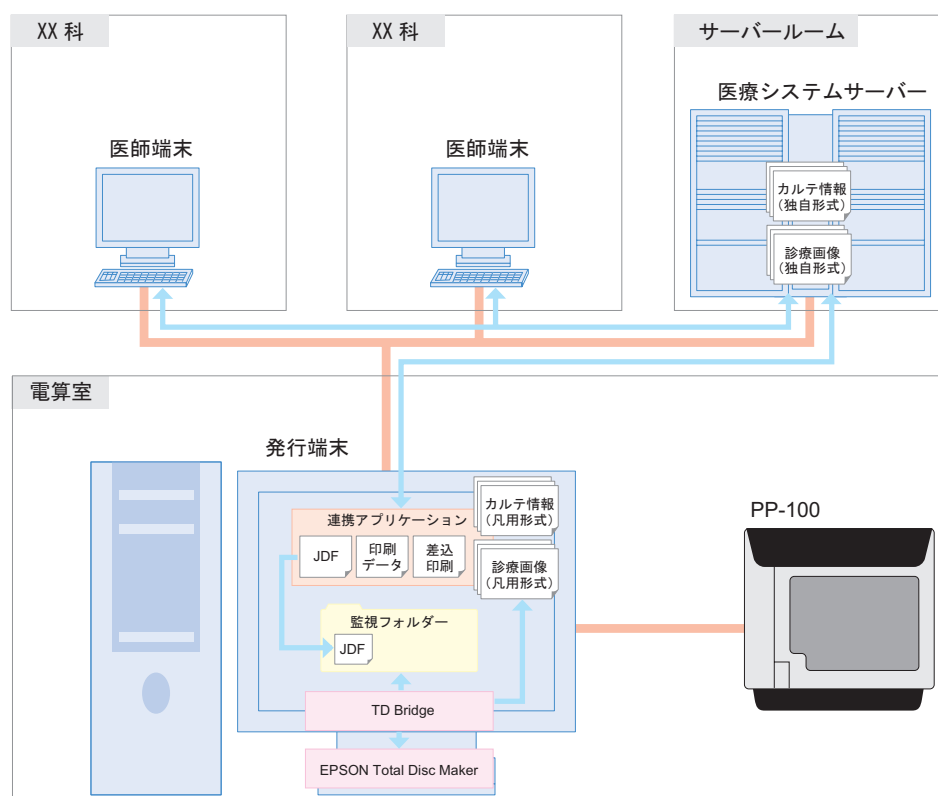 XX 科
XX 科
サーバールーム
医療システムサーバー
医師端末
医師端末
カルテ情報
(独自形式)
診療画像
(独自形式)
電算室
発行端末
カルテ情報
(汎用形式)
連携アプリケーション
JDF
印刷
データ
差込
印刷
診療画像
(汎用形式)
PP-100
監視フォルダー
JDF
TD Bridge
EPSON Total Disc Maker